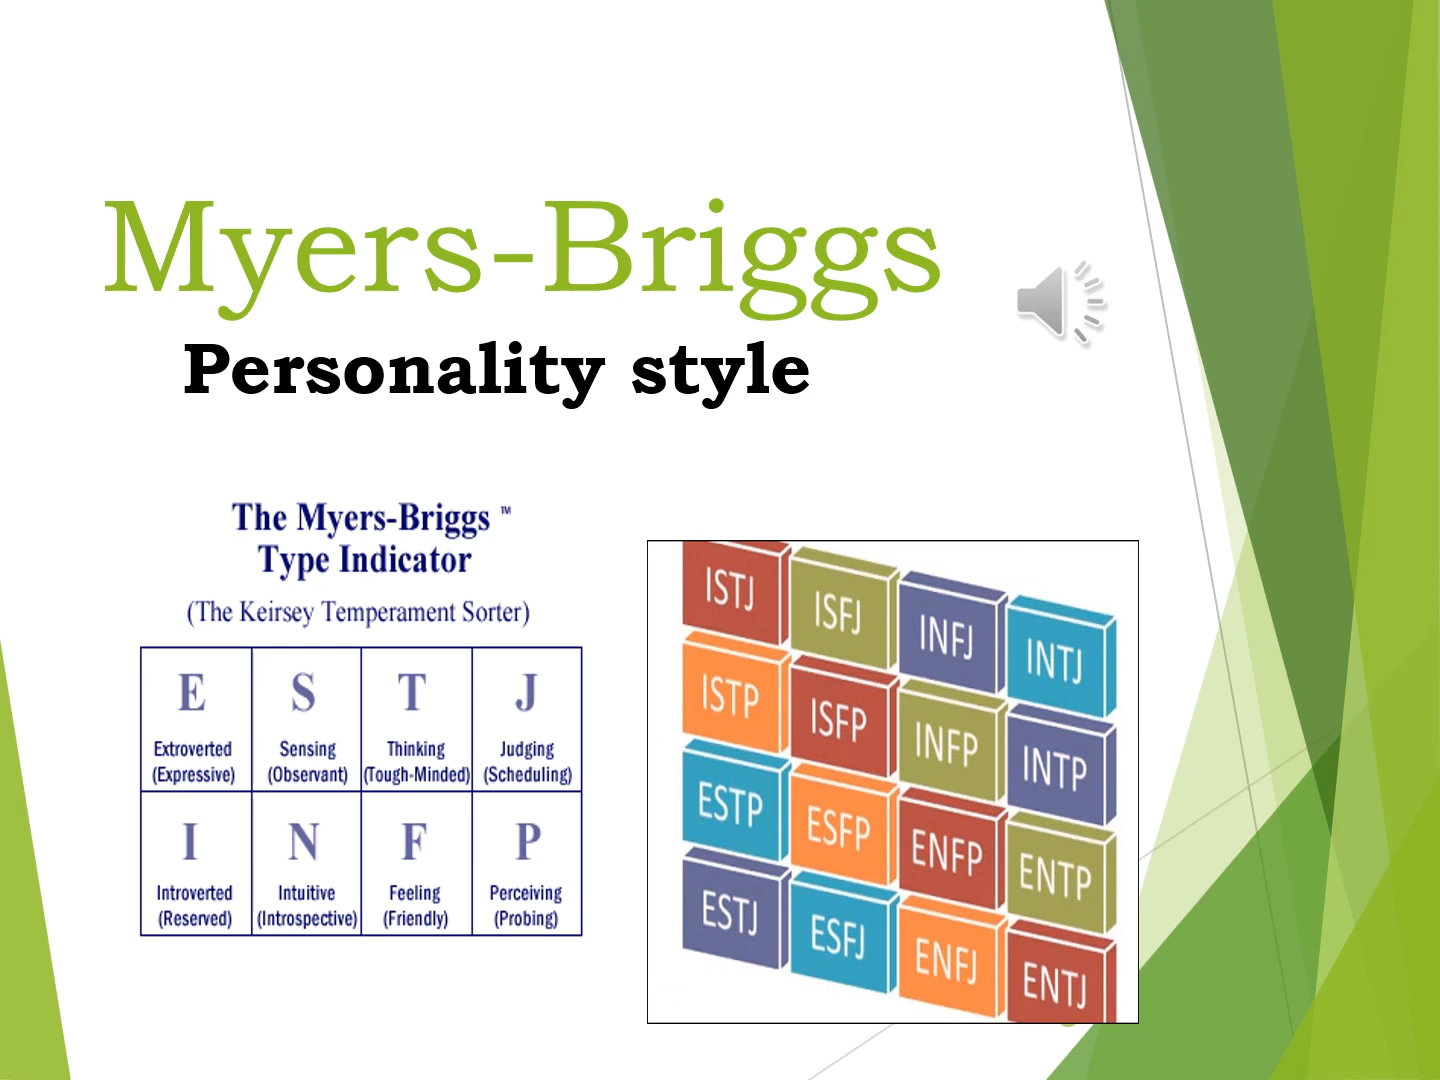 Myers-Briggs
Personality style
The Myers-Briggs ™
Type Indicator
(The Keirsey Temperament Sorter)
E S T J
Extroverted Sensing Thinking Judging
(Expressive) (Observant) (Tough-Minded) (Scheduling)
I N F P
Introverted Intuitive Feeling Perceiving
(Reserved) (Introspective) (Friendly) (Probing)
ISTJ ISFJ INFJ INTJ
ISTP ISFP INFP INTP
ESTP ESFP ENFP ENTP
ESTJ ESFJ ENFJ ENTJ